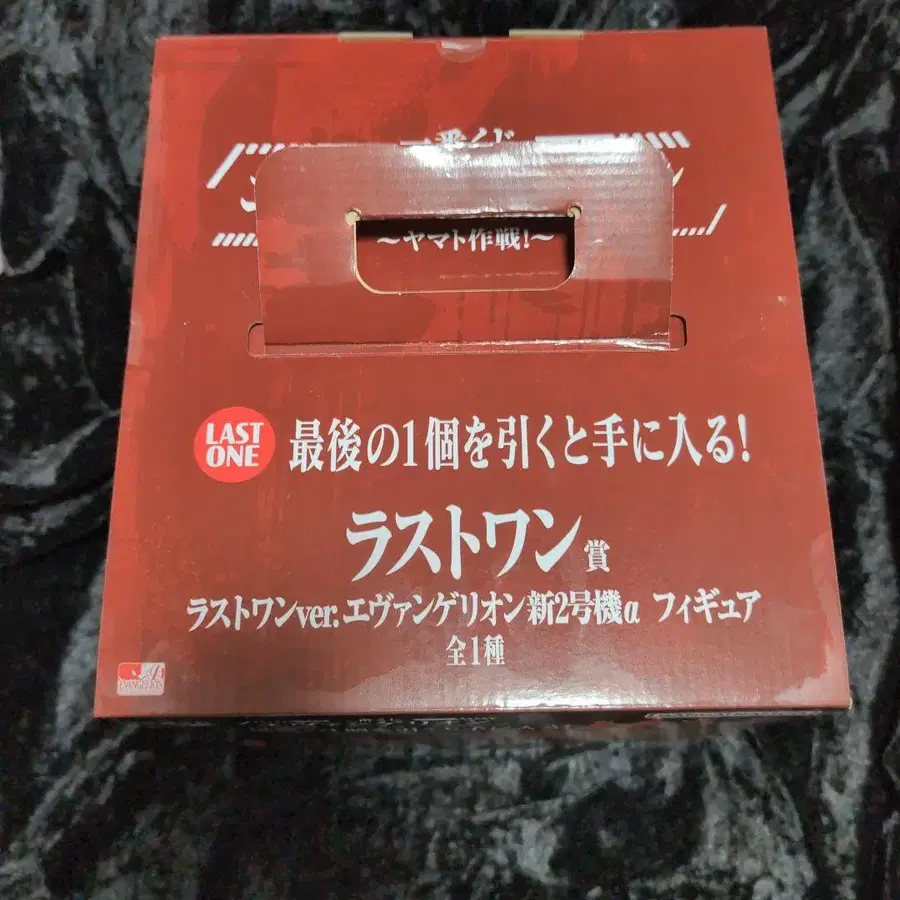 一番くじ
～ヤマト作戦!～
LAST
ONE
最後の1個を引くと手に入る!
ラストワン賞
ラストワンver.エヴァンゲリオン新2号機α フィギュア
全1種
EVANGELION